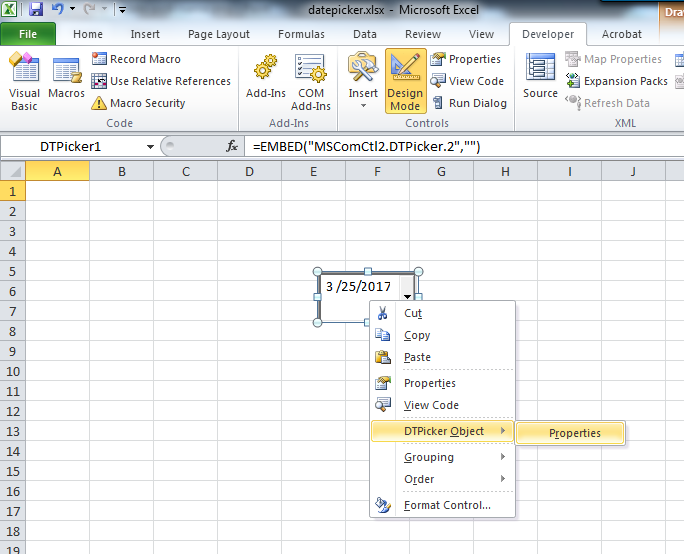 datepicker.xlsx - Microsoft Excel
Dra
File Home Insert Page Layout Formulas Data Review View Developer Acrobat
Visual Basic
Macros
Record Macro
Use Relative References
Macro Security
Code
Add-Ins
COM Add-Ins
Add-Ins
Insert
Design Mode
Properties
View Code
Run Dialog
Controls
Source
Map Properties
Expansion Packs
Refresh Data
XML
DTPicker1
fx
=EMBED("MSComCtl2.DTPicker.2","")
A B C D E F G H I J
1
2
3
4
5
6
7
8
9
10
11
12
13
14
15
16
17
18
19
3 /25/2017
Cut
Copy
Paste
Properties
View Code
DTPicker Object
Properties
Grouping
Order
Format Control...